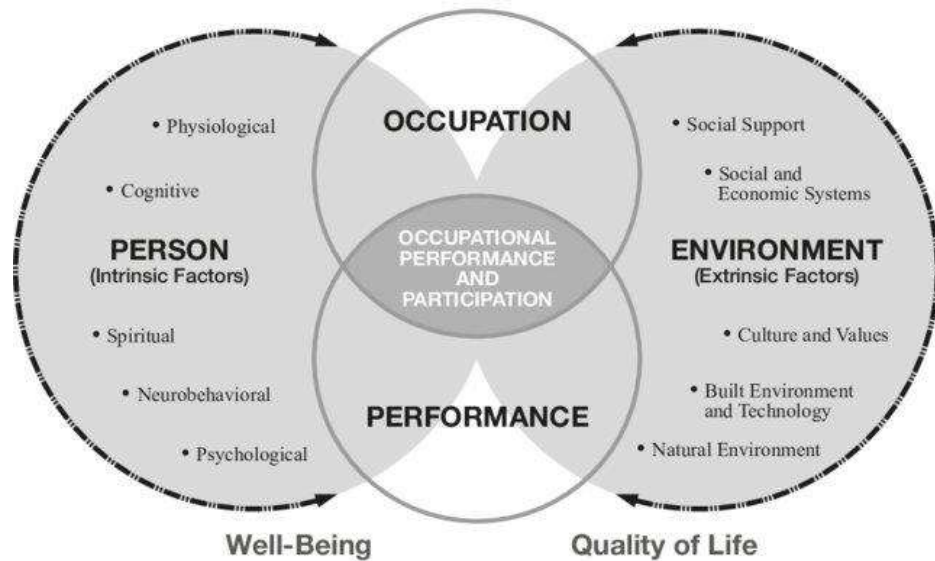 OCCUPATION
• Physiological
• Cognitive
PERSON
(Intrinsic Factors)
• Spiritual
• Neurobehavioral
• Psychological
OCCUPATIONAL
PERFORMANCE
AND
PARTICIPATION
PERFORMANCE
• Social Support
• Social and
Economic Systems
ENVIRONMENT
(Extrinsic Factors)
• Culture and Values
• Built Environment
and Technology
• Natural Environment
Well-Being
Quality of Life